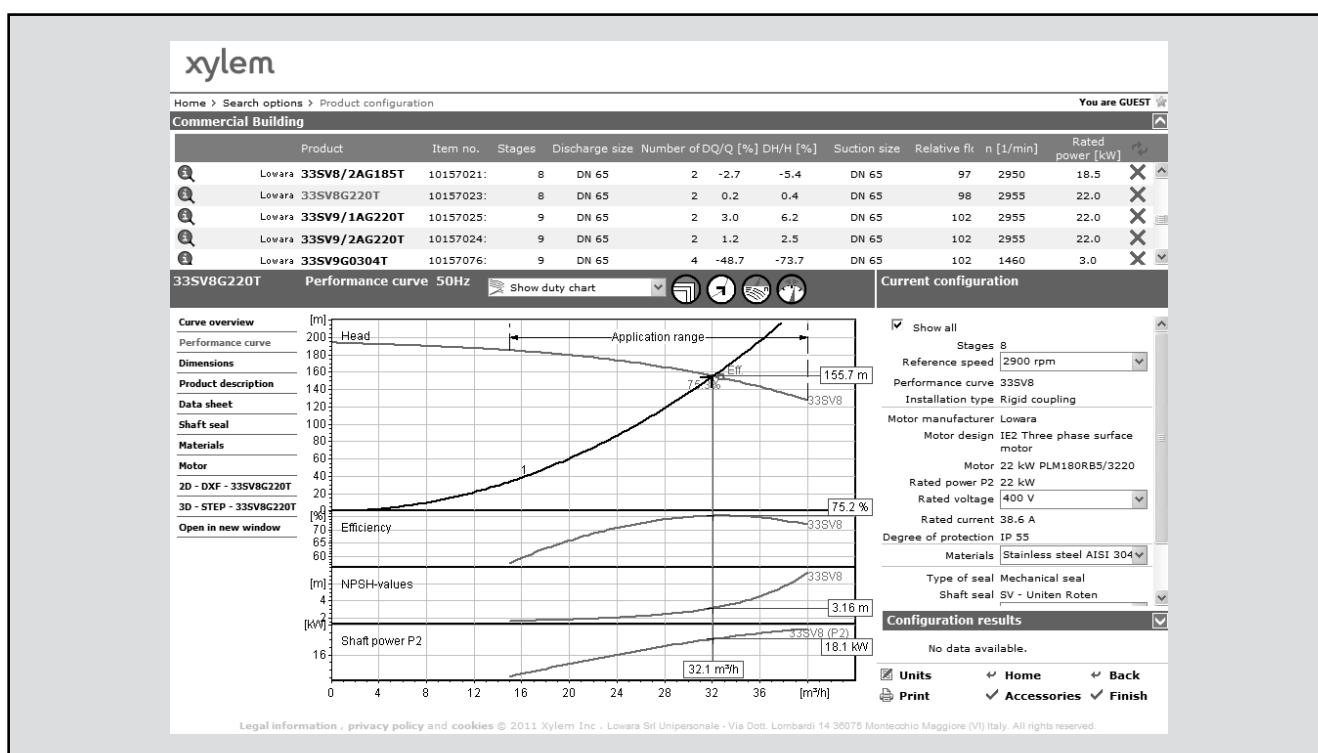 xylem
Home > Search options > Product configuration You are GUEST
Commercial Building
Product Item no. Stages Discharge size Number of DQ/Q [%] DH/H [%] Suction size Relative flc n [1/min] Rated power [kW]
Lowara 33SV8/2AG185T 10157021: 8 DN 65 2 -2.7 -5.4 DN 65 97 2950 18.5
Lowara 33SV8G220T 10157023: 8 DN 65 2 0.2 0.4 DN 65 98 2955 22.0
Lowara 33SV9/1AG220T 10157025: 9 DN 65 2 3.0 6.2 DN 65 102 2955 22.0
Lowara 33SV9/2AG220T 10157024: 9 DN 65 2 1.2 2.5 DN 65 102 2955 22.0
Lowara 33SV9G0304T 10157076: 9 DN 65 4 -48.7 -73.7 DN 65 102 1460 3.0
33SV8G220T Performance curve 50Hz Show duty chart
Curve overview
Performance curve
Dimensions
Product description
Data sheet
Shaft seal
Materials
Motor
2D - DXF - 33SV8G220T
3D - STEP - 33SV8G220T
Open in new window
[m]
200
180
160
140
120
100
80
60
40
20
0
Head
Application range
Eff.
155.7 m
33SV8
1
[%]
70
65
60
Efficiency
75.2 %
33SV8
[m]
4
2
NPSH-values
33SV8
3.16 m
[kW]
16
Shaft power P2
33SV8 (P2)
18.1 kW
32.1 m³/h
0 4 8 12 16 20 24 28 32 36 [m³/h]
Current configuration
Show all
Stages 8
Reference speed 2900 rpm
Performance curve 33SV8
Installation type Rigid coupling
Motor manufacturer Lowara
Motor design IE2 Three phase surface
motor
Motor 22 kW PLM180RB5/3220
Rated power P2 22 kW
Rated voltage 400 V
Rated current 38.6 A
Degree of protection IP 55
Materials Stainless steel AISI 304
Type of seal Mechanical seal
Shaft seal SV - Uniten Roten
Configuration results
No data available.
Units Home Back
Print Accessories Finish
Legal information . privacy policy and cookies © 2011 Xylem Inc . Lowara Srl Unipersonale - Via Dott. Lombardi 14 36075 Montecchio Maggiore (VI) Italy. All rights reserved.